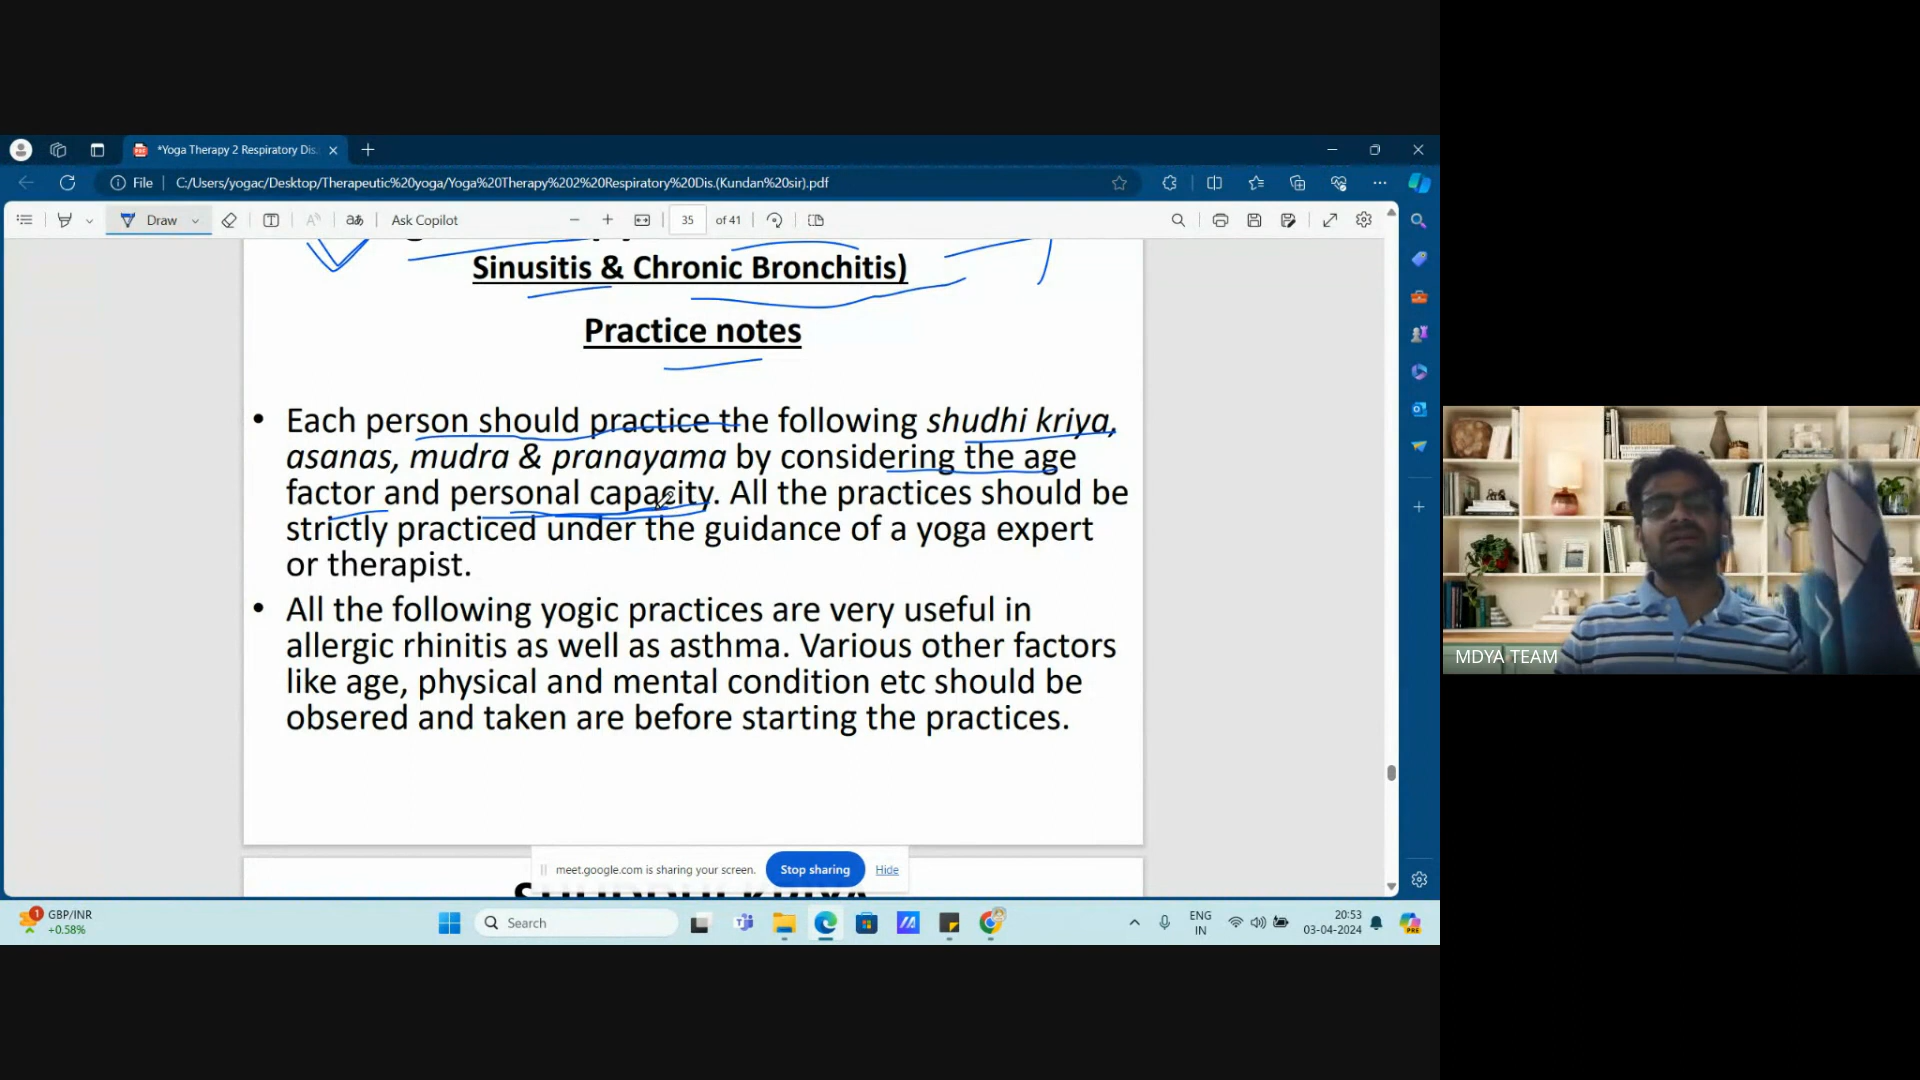 *Yoga Therapy 2 Respiratory Dis.
File
C:/Users/yogac/Desktop/Therapeutic%20yoga/Yoga%20Therapy%202%20Respiratory%20Dis.(Kundan%20sir).pdf
Draw
Ask Copilot
35 of 41
Sinusitis & Chronic Bronchitis)
Practice notes
• Each person should practice the following shudhi kriya,
asanas, mudra & pranayama by considering the age
factor and personal capacity. All the practices should be
strictly practiced under the guidance of a yoga expert
or therapist.
• All the following yogic practices are very useful in
allergic rhinitis as well as asthma. Various other factors
like age, physical and mental condition etc should be
obsered and taken are before starting the practices.
MDYA TEAM
meet.google.com is sharing your screen.
Stop sharing
Hide
1
GBP/INR
+0.58%
Search
ENG
IN
20:53
03-04-2024